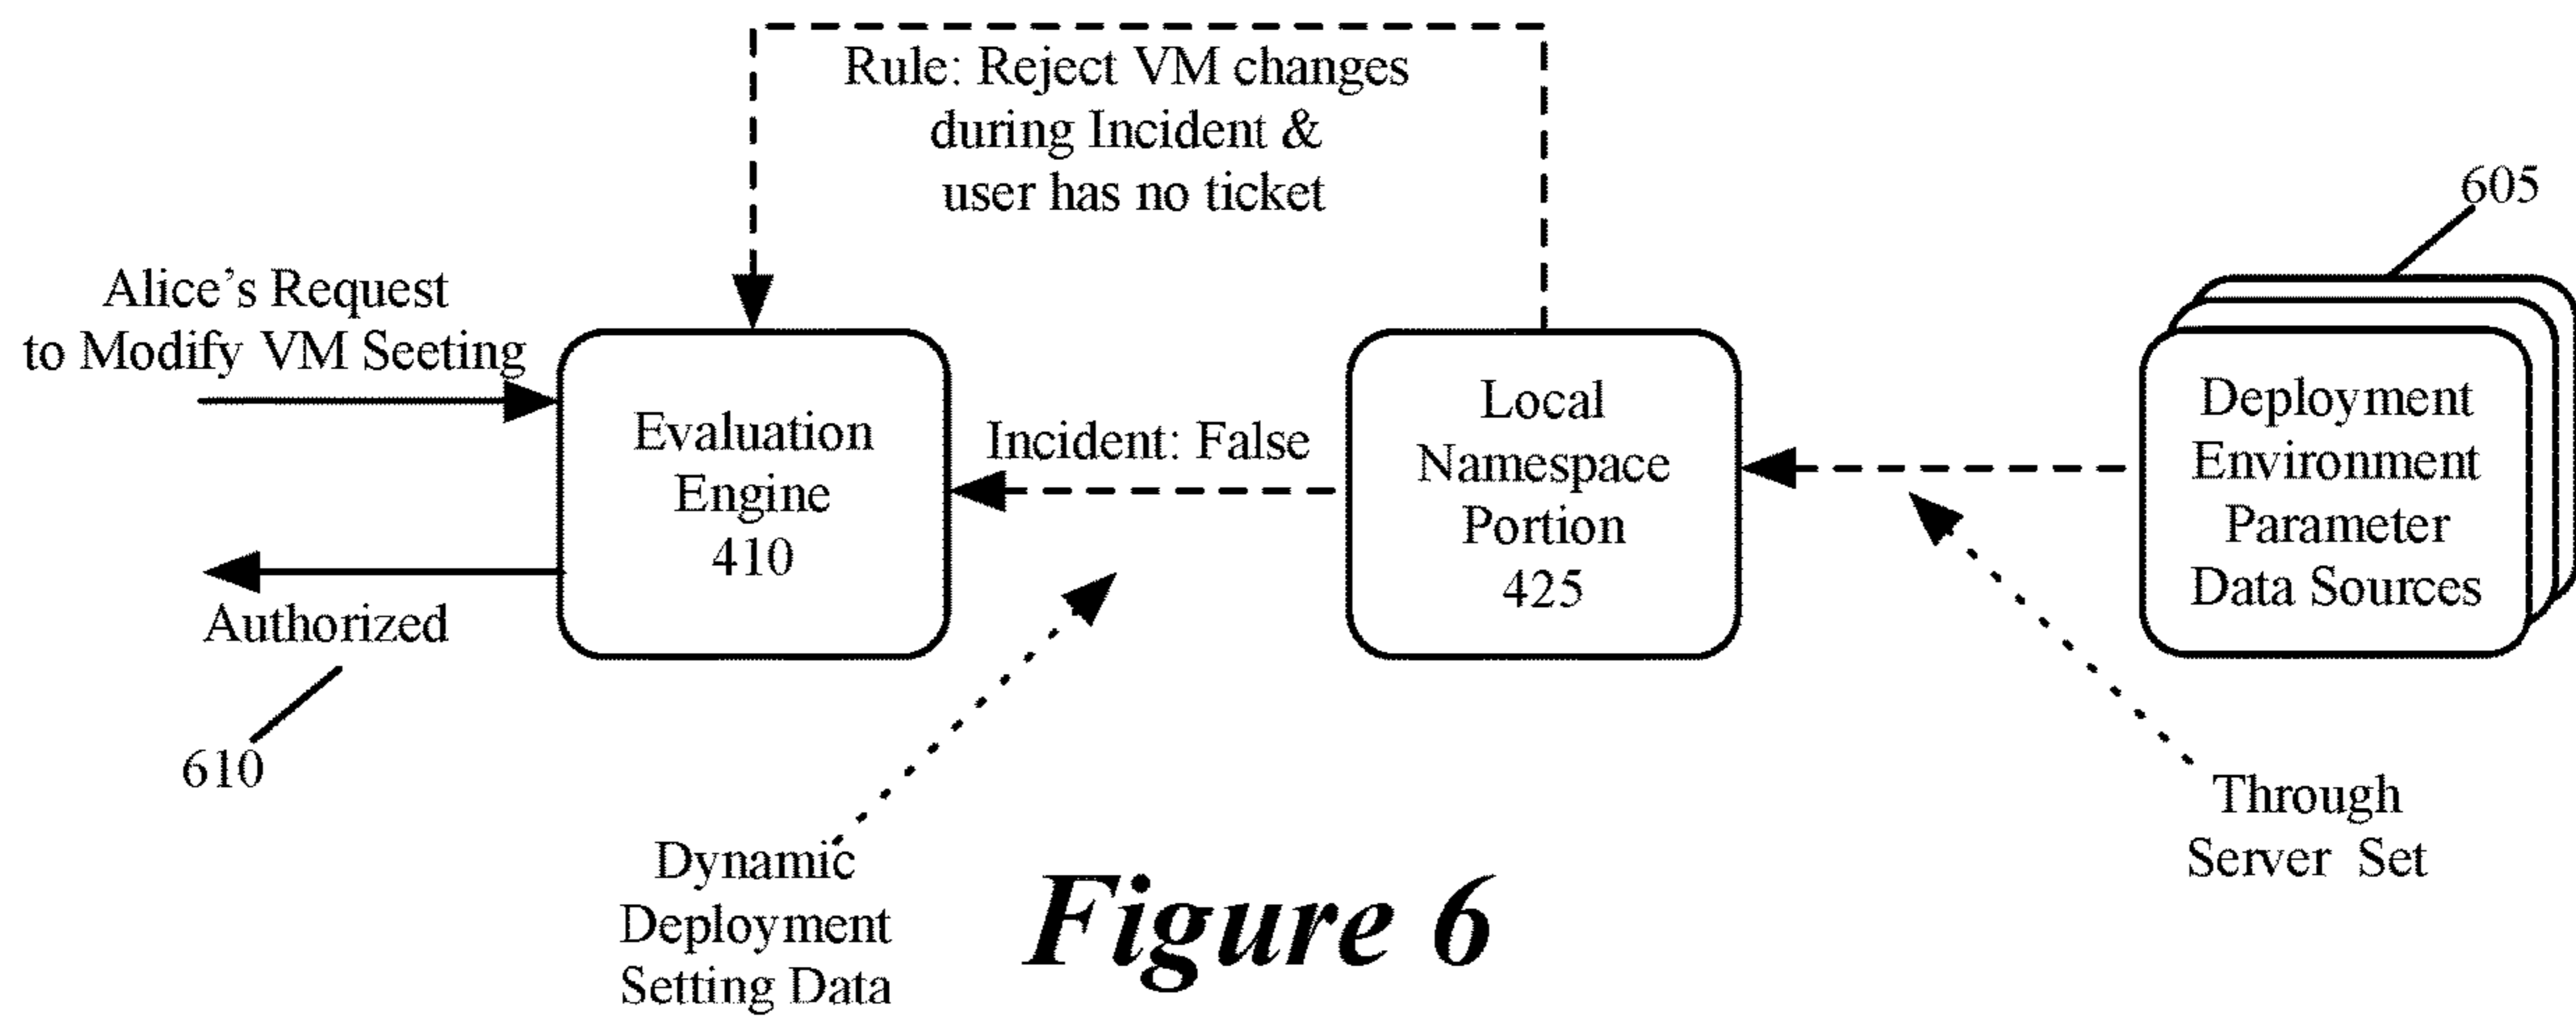 Rule: Reject VM changes
during Incident &
user has no ticket
605
Alice's Request
to Modify VM Seeting
Evaluation
Engine
410
Incident: False
Local
Namespace
Portion
425
Deployment
Environment
Parameter
Data Sources
Authorized
610
Dynamic
Deployment
Setting Data
Through
Server Set
Figure 6